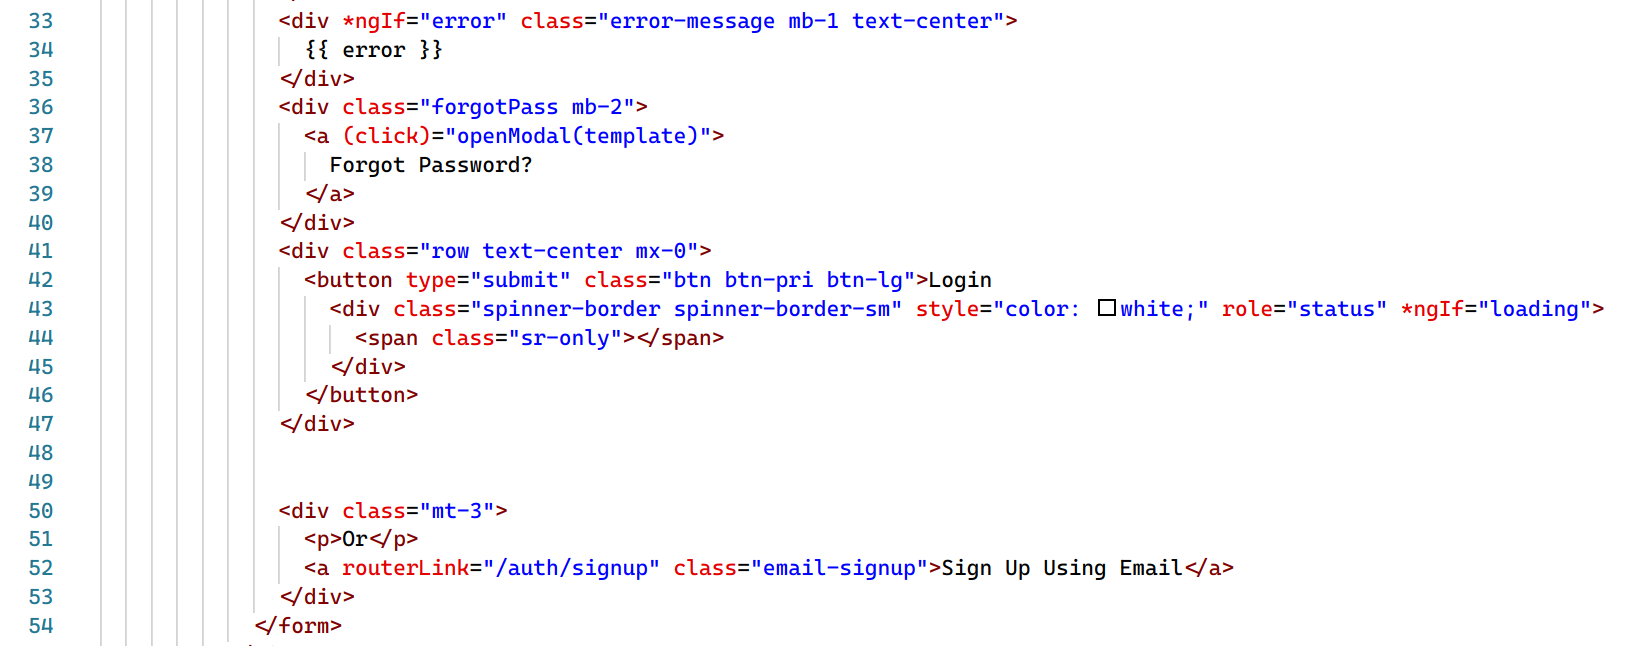 33 <div *ngIf="error" class="error-message mb-1 text-center">
34 {{ error }}
35 </div>
36 <div class="forgotPass mb-2">
37 <a (click)="openModal(template)">
38 Forgot Password?
39 </a>
40 </div>
41 <div class="row text-center mx-0">
42 <button type="submit" class="btn btn-pri btn-lg">Login
43 <div class="spinner-border spinner-border-sm" style="color: white;" role="status" *ngIf="loading">
44 <span class="sr-only"></span>
45 </div>
46 </button>
47 </div>
48
49
50 <div class="mt-3">
51 <p>Or</p>
52 <a routerLink="/auth/signup" class="email-signup">Sign Up Using Email</a>
53 </div>
54 </form>